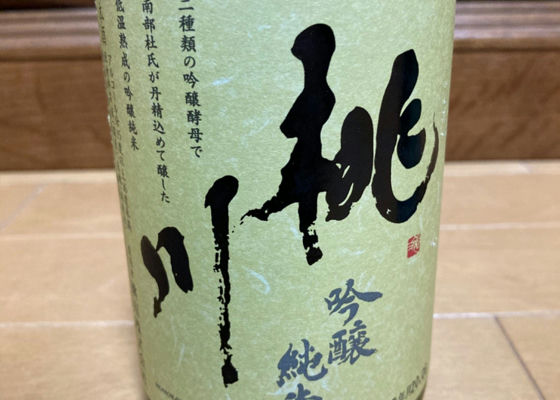 桃川
吟醸
純米
二種類の吟醸酵母で
南部杜氏が丹精込めて醸した
低温熟成の吟醸純米